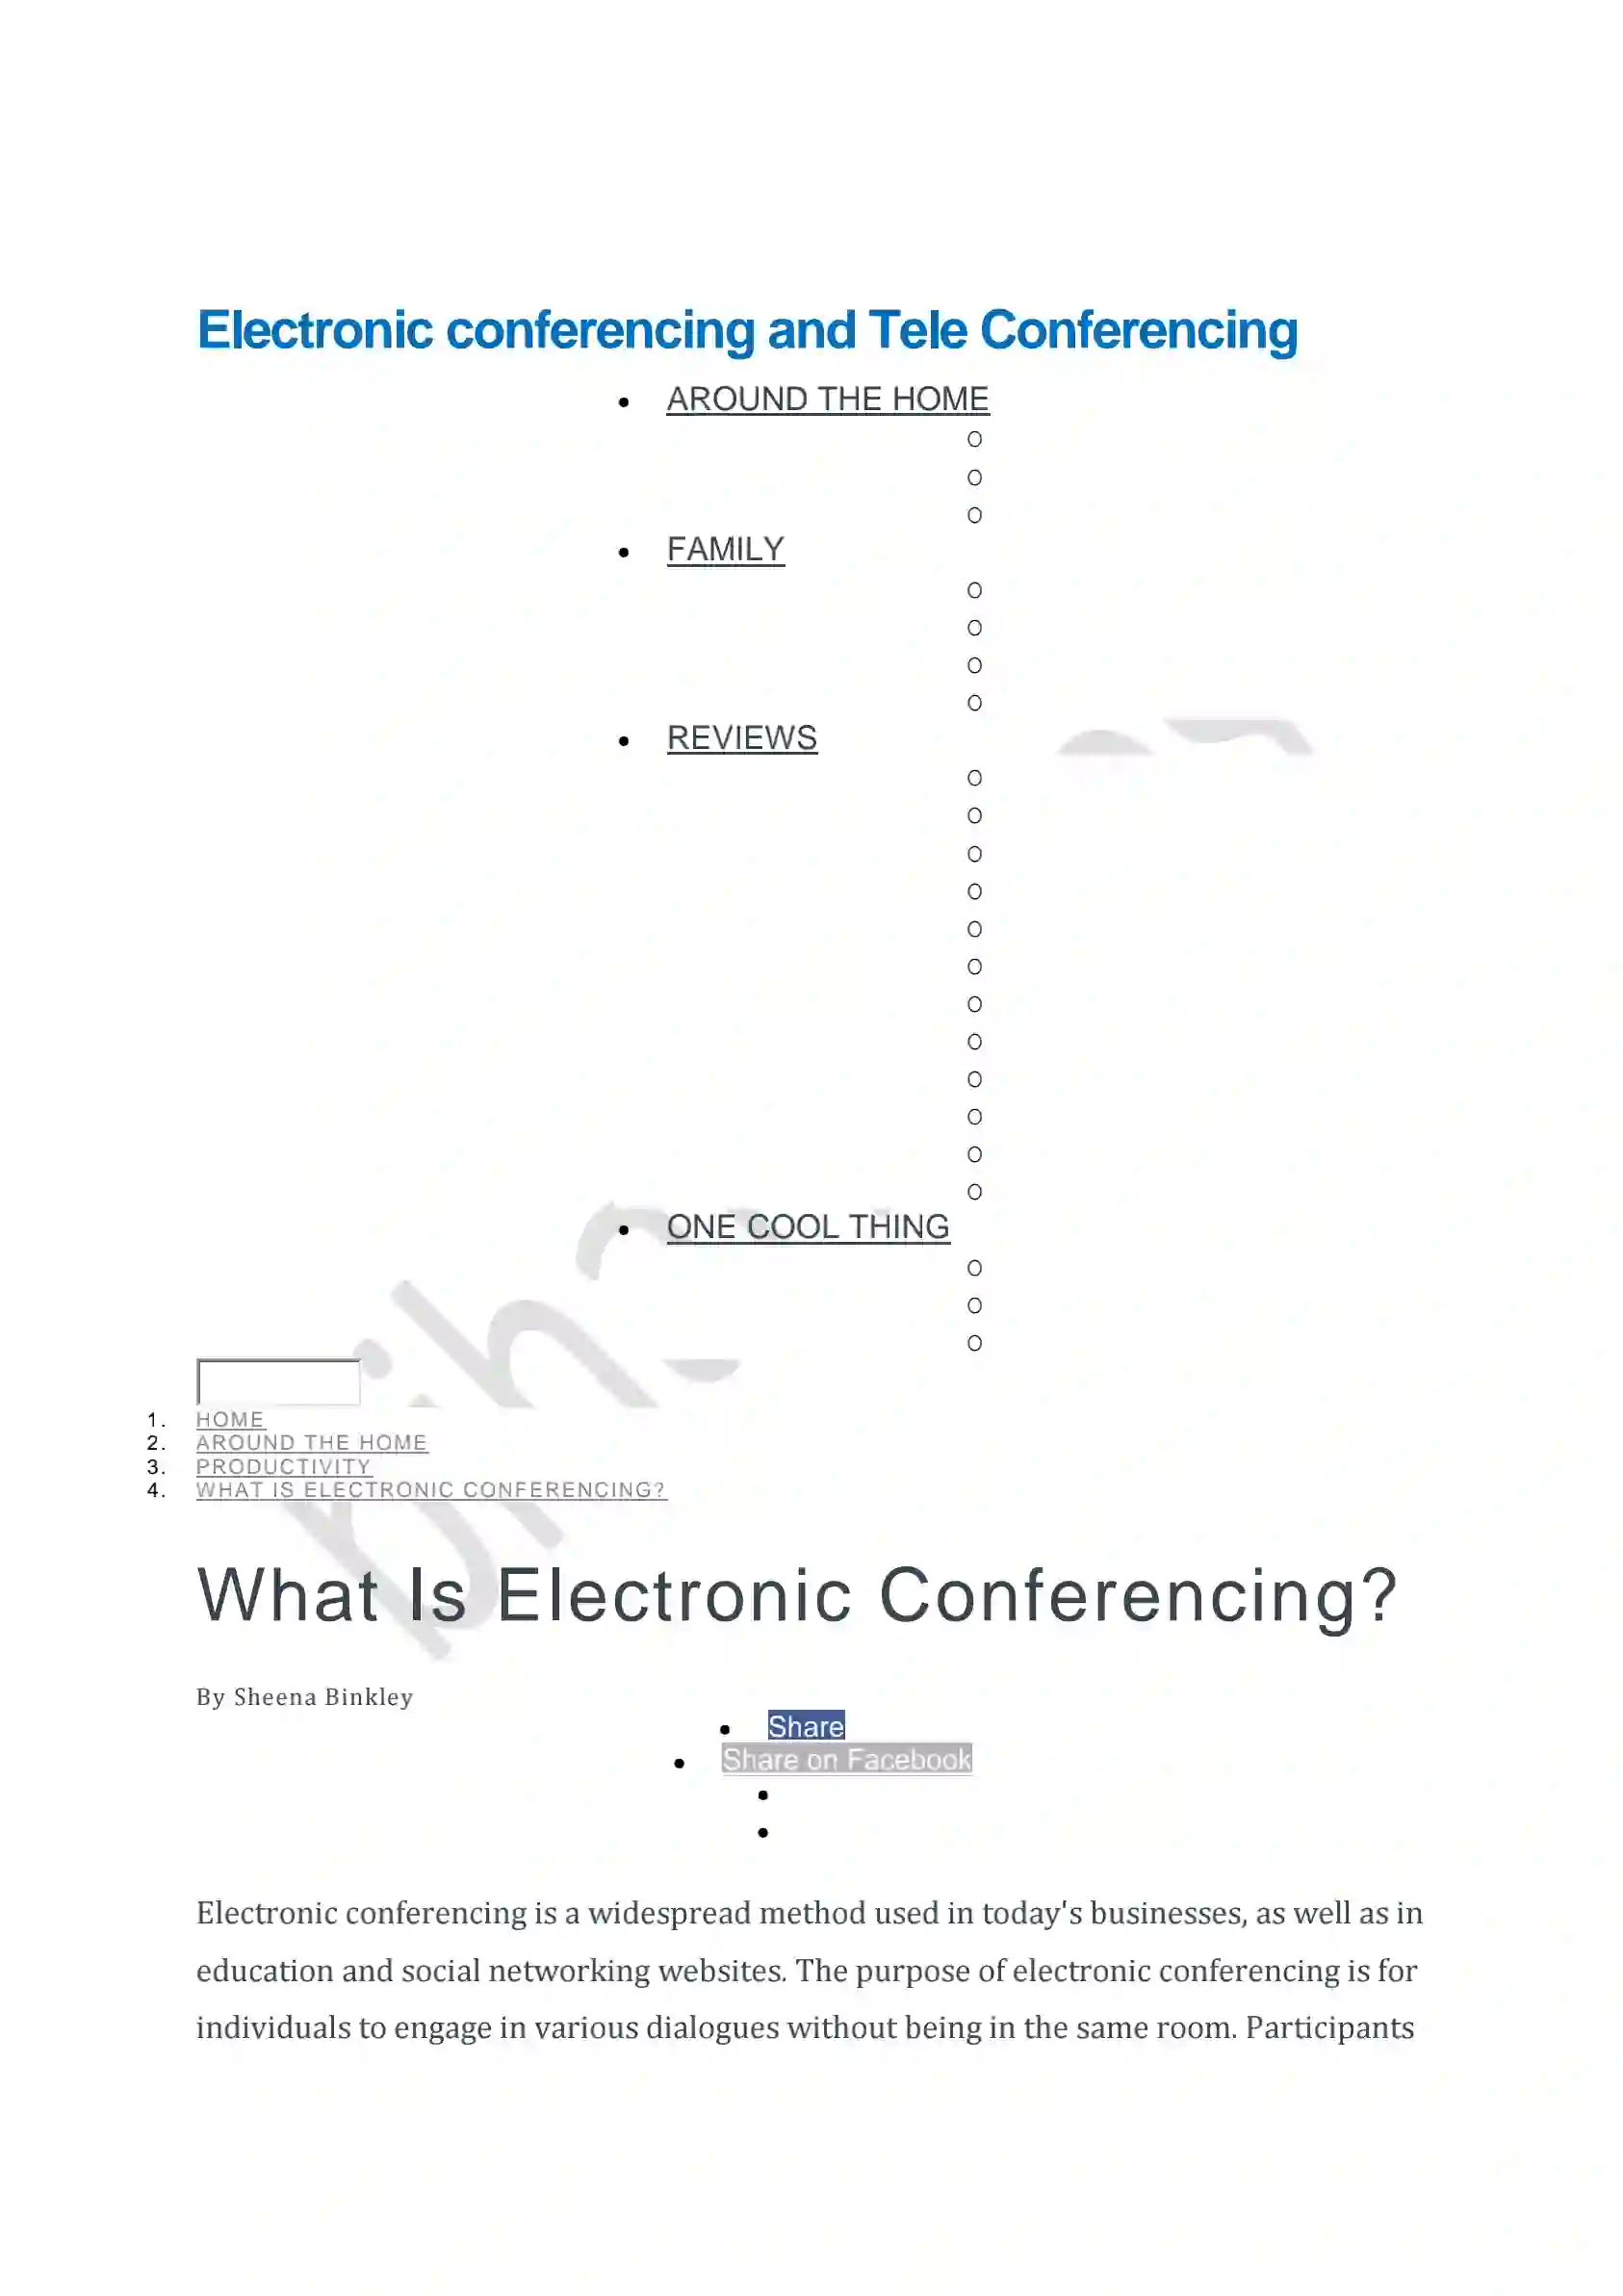 Electronic conferencing and Tele Conferencing
• AROUND THE HOME
o
o
o
• FAMILY
o
o
o
o
• REVIEWS
o
o
o
o
o
o
o
o
o
o
o
o
• ONE COOL THING
o
o
o
1. HOME
2. AROUND THE HOME
3. PRODUCTIVITY
4. WHAT IS ELECTRONIC CONFERENCING?
What Is Electronic Conferencing?
By Sheena Binkley
• Share
• Share on Facebook
•
•
Electronic conferencing is a widespread method used in today's businesses, as well as in
education and social networking websites. The purpose of electronic conferencing is for
individuals to engage in various dialogues without being in the same room. Participants